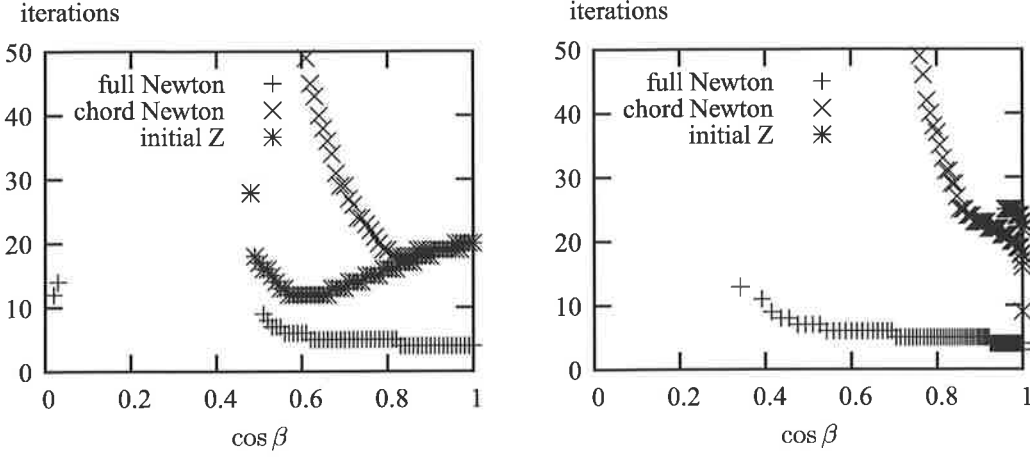 iterations
50
40
30
20
10
0
full Newton
chord Newton
initial Z
0 0.2 0.4 0.6 0.8 1
cos β
iterations
50
40
30
20
10
0
full Newton
chord Newton
initial Z
0 0.2 0.4 0.6 0.8 1
cos β